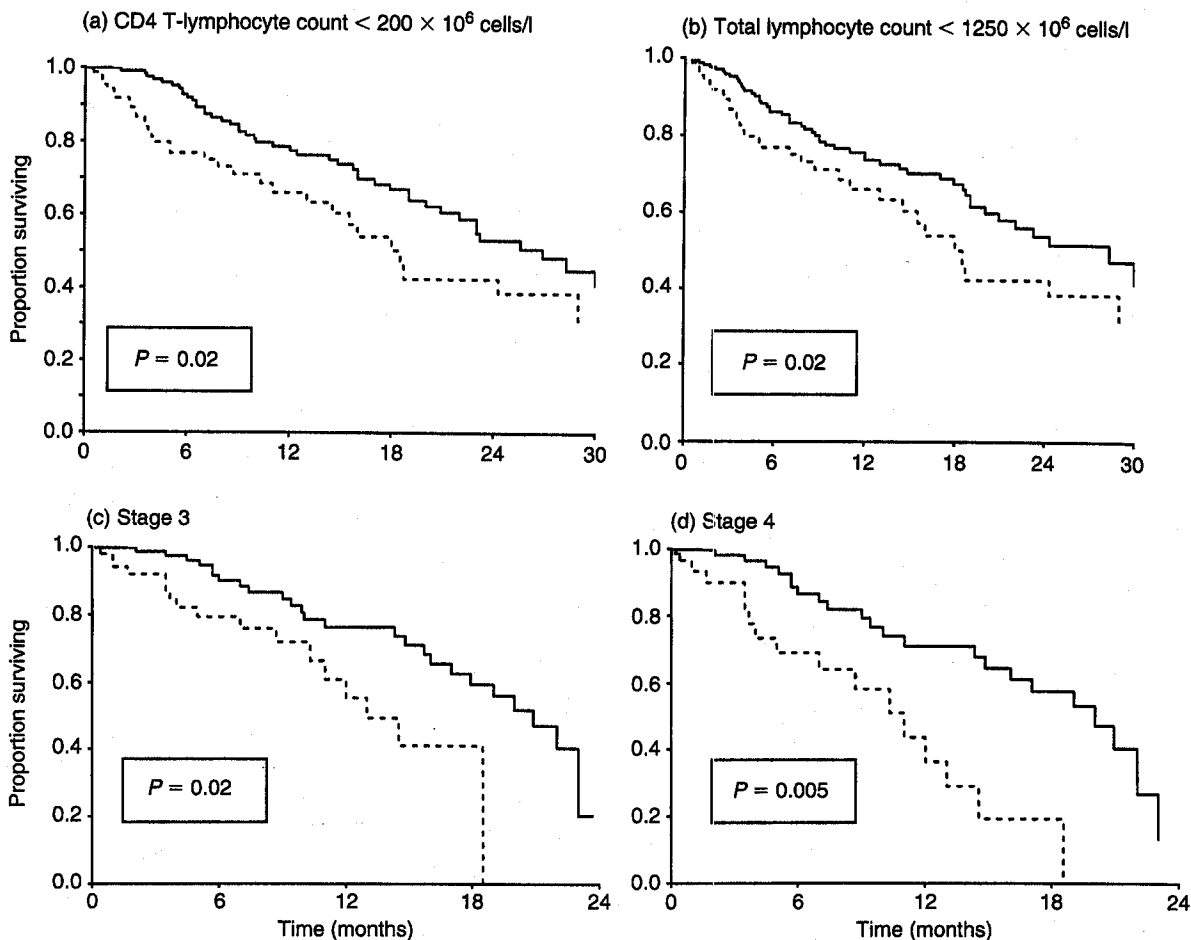 (a) CD4 T-lymphocyte count < 200 × 10⁶ cells/l
1.0
0.8
0.6
0.4
0.2
0.0
Proportion surviving
P = 0.02
0 6 12 18 24 30
(b) Total lymphocyte count < 1250 × 10⁶ cells/l
1.0
0.8
0.6
0.4
0.2
0.0
P = 0.02
0 6 12 18 24 30
(c) Stage 3
1.0
0.8
0.6
0.4
0.2
0.0
Proportion surviving
P = 0.02
0 6 12 18 24
Time (months)
(d) Stage 4
1.0
0.8
0.6
0.4
0.2
0.0
P = 0.005
0 6 12 18 24
Time (months)